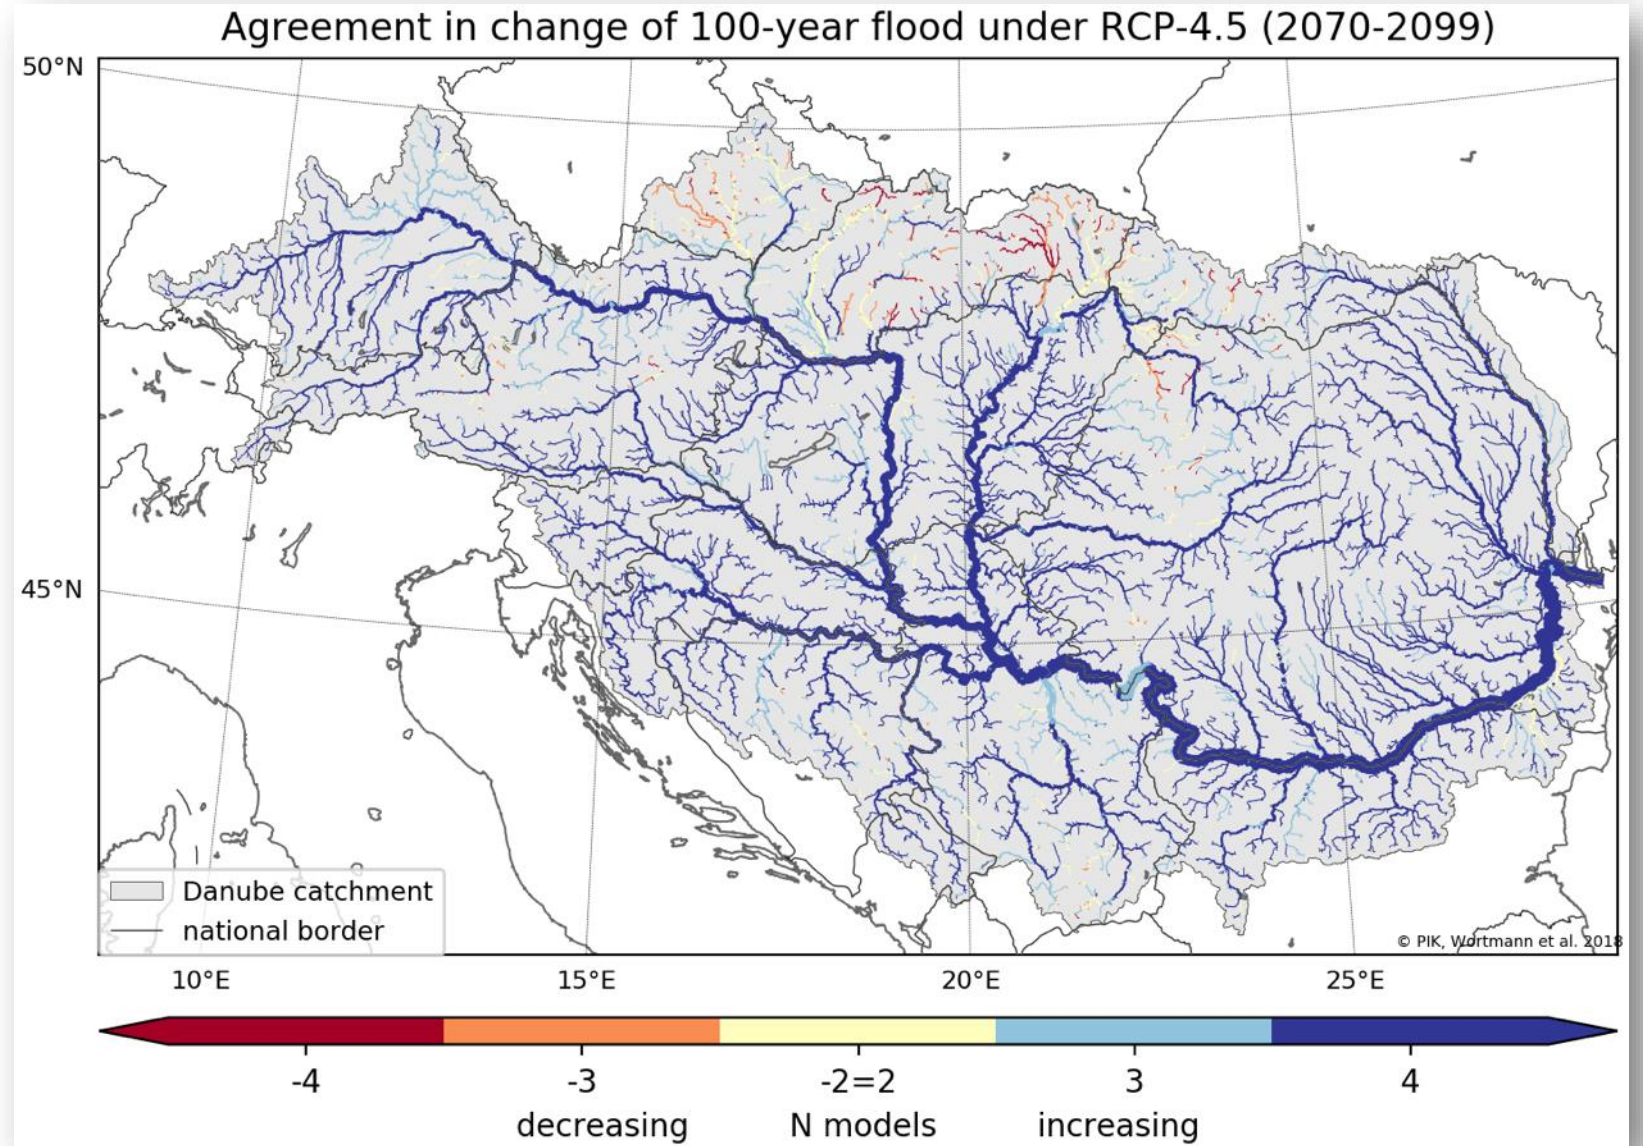 Agreement in change of 100-year flood under RCP-4.5 (2070-2099)
50°N
45°N
Danube catchment
national border
© PIK, Wortmann et al. 2018
10°E 15°E 20°E 25°E
-4 -3 -2=2 3 4
decreasing N models increasing